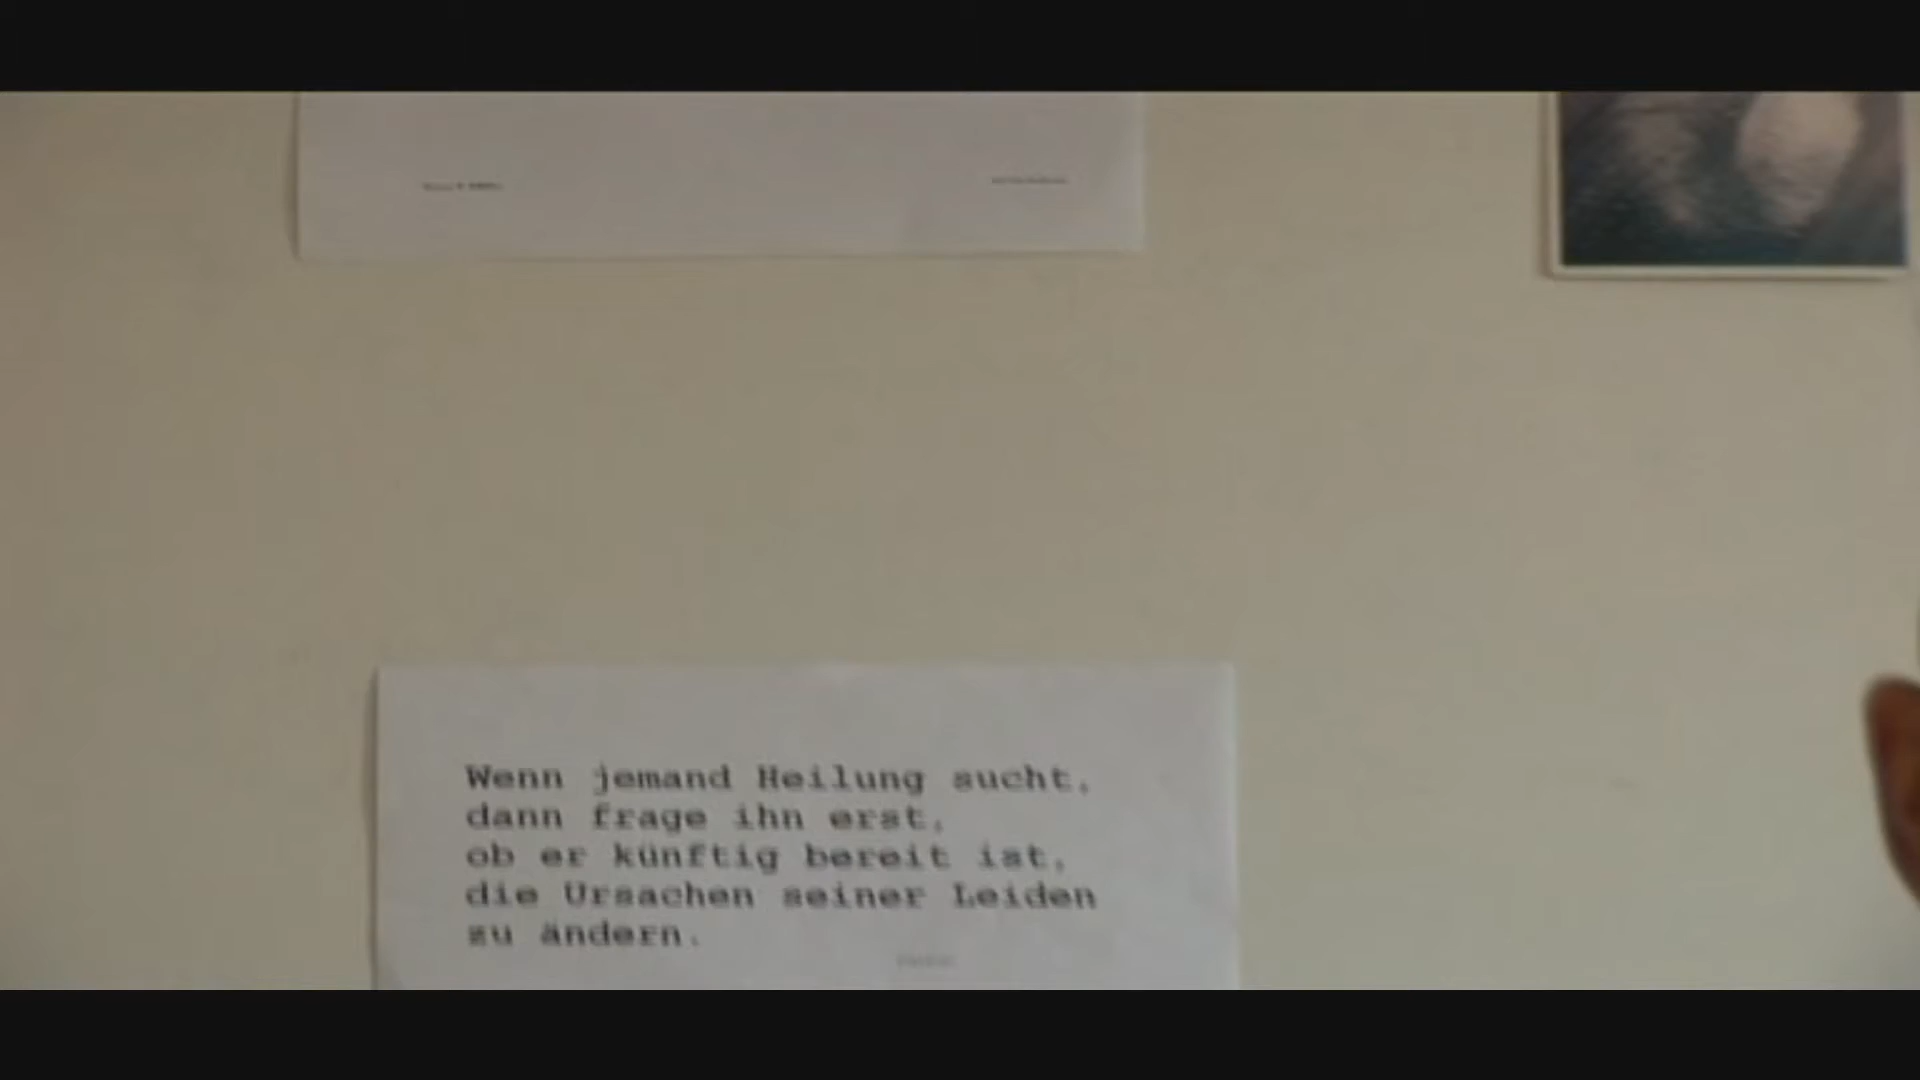 Wenn jemand Heilung sucht,
dann frage ihn erst,
ob er künftig bereit ist,
die Ursachen seiner Leiden
zu ändern.